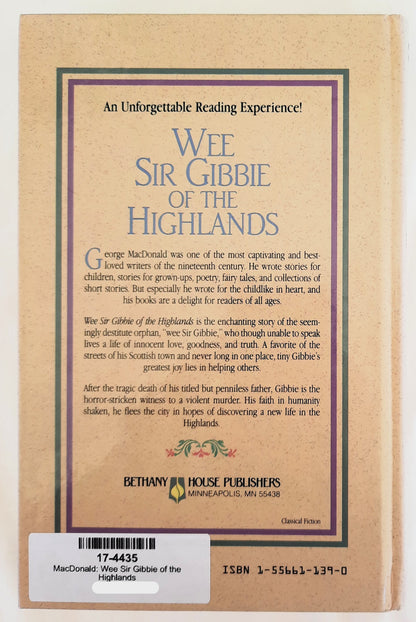 An Unforgettable Reading Experience!
WEE
SIR GIBBIE
OF THE
HIGHLANDS
George MacDonald was one of the most captivating and best-
loved writers of the nineteenth century. He wrote stories for
children, stories for grown-ups, poetry, fairy tales, and collections of
short stories. But especially he wrote for the childlike in heart, and
his books are a delight for readers of all ages.
Wee Sir Gibbie of the Highlands is the enchanting story of the seem-
ingly destitute orphan, "wee Sir Gibbie," who though unable to speak
lives a life of innocent love, goodness, and truth. A favorite of the
streets of his Scottish town and never long in one place, tiny Gibbie's
greatest joy lies in helping others.
After the tragic death of his titled but penniless father, Gibbie is the
horror-stricken witness to a violent murder. His faith in humanity
shaken, he flees the city in hopes of discovering a new life in the
Highlands.
BETHANY HOUSE PUBLISHERS
MINNEAPOLIS, MN 55438
Classical Fiction
17-4435
MacDonald: Wee Sir Gibbie of the
Highlands
ISBN 1-55661-139-0